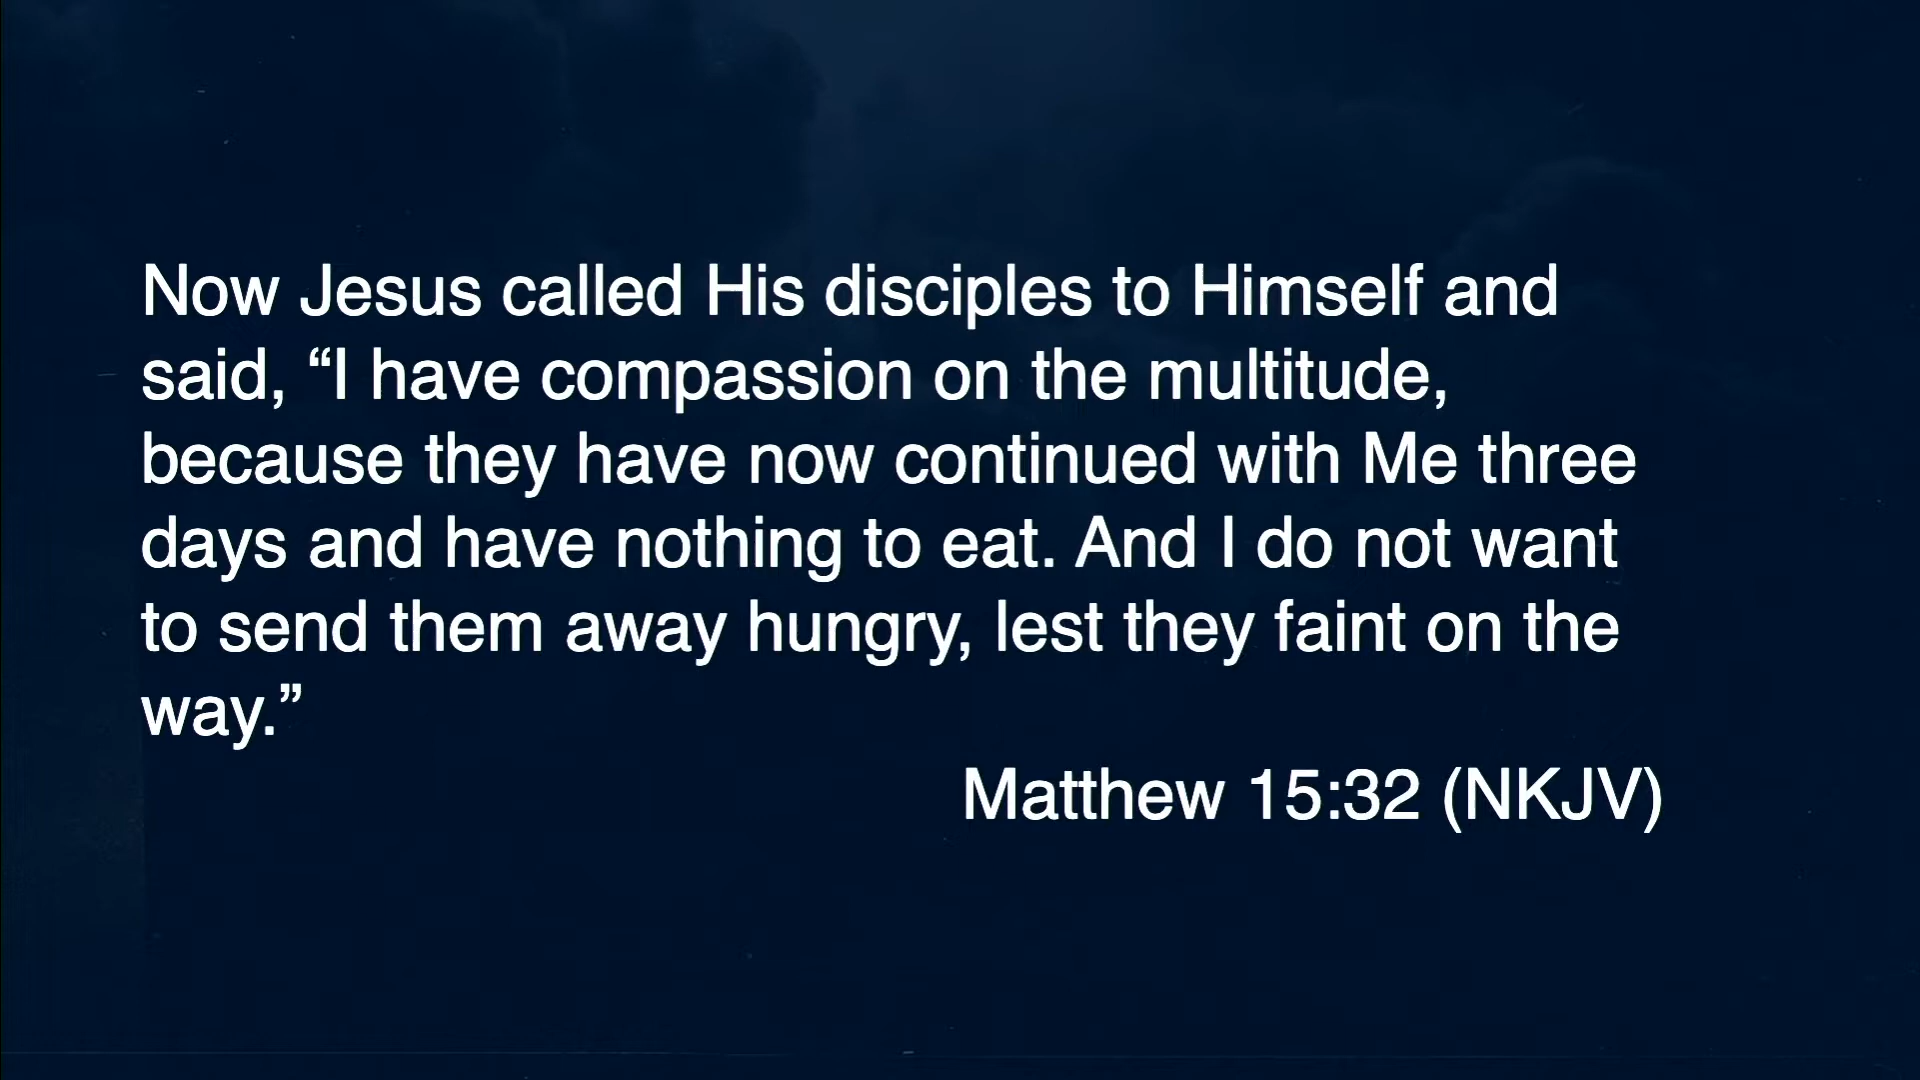 Now Jesus called His disciples to Himself and
said, “I have compassion on the multitude,
because they have now continued with Me three
days and have nothing to eat. And I do not want
to send them away hungry, lest they faint on the
way.”
Matthew 15:32 (NKJV)